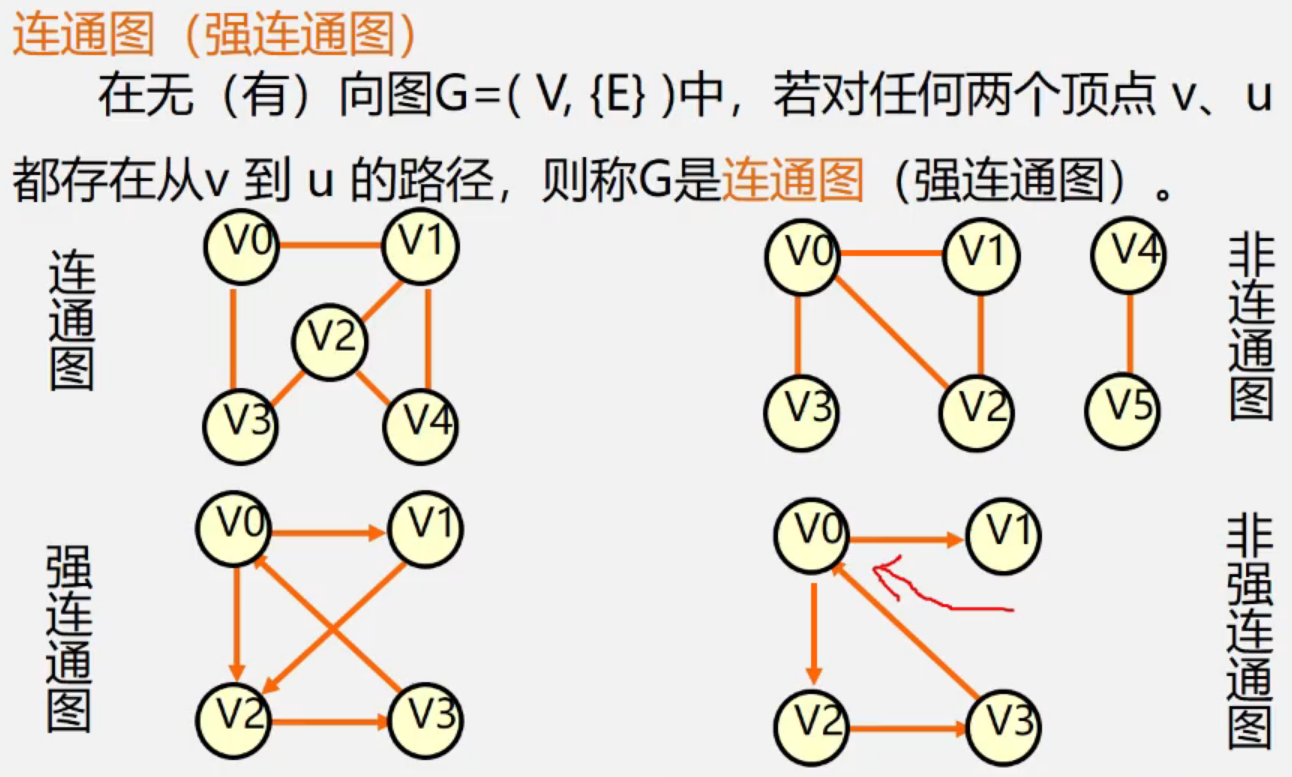 连通图（强连通图）
在无（有）向图G=( V, {E} )中，若对任何两个顶点 v、u
都存在从v 到 u 的路径，则称G是连通图（强连通图）。
连通图
V0
V1
V2
V3
V4
V0
V1
V4
V3
V2
V5
非连通图
强连通图
V0
V1
V2
V3
V0
V1
V2
V3
非强连通图